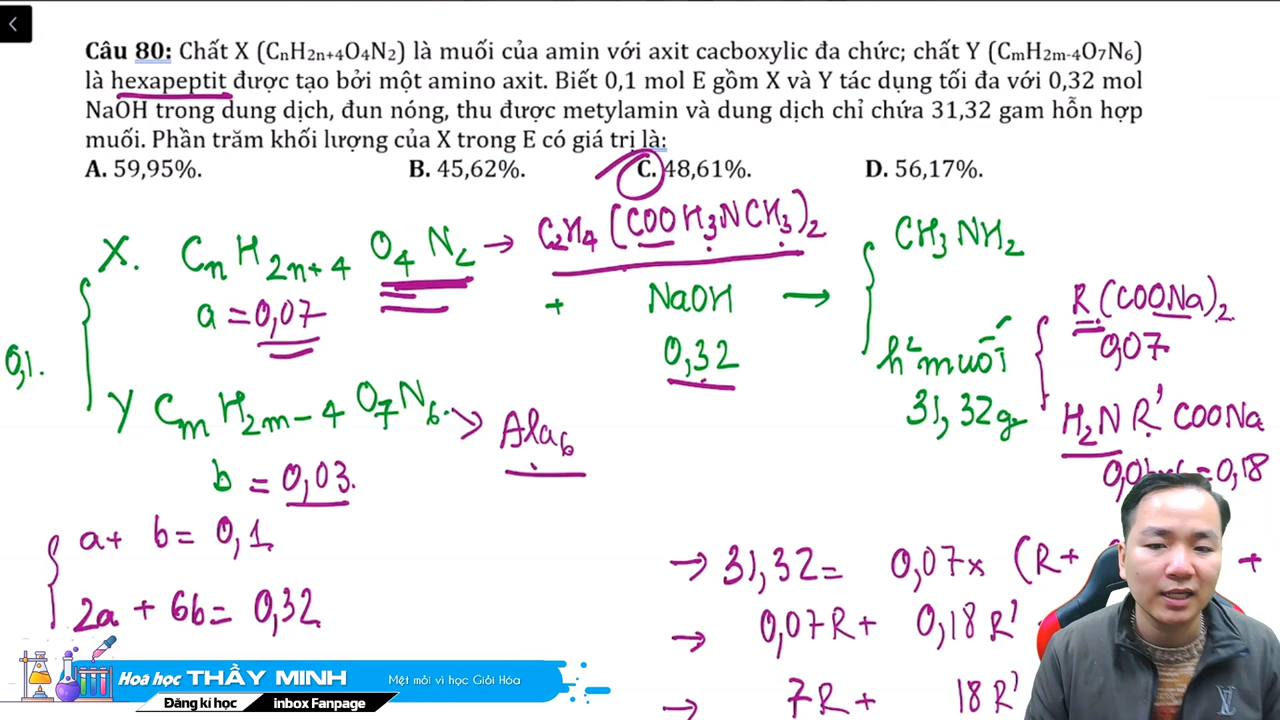 Câu 80: Chất X (CnH2n+4O4N2) là muối của amin với axit cacboxylic đa chức; chất Y (CmH2m-4O7N6)
là hexapeptit được tạo bởi một amino axit. Biết 0,1 mol E gồm X và Y tác dụng tối đa với 0,32 mol
NaOH trong dung dịch, đun nóng, thu được metylamin và dung dịch chỉ chứa 31,32 gam hỗn hợp
muối. Phần trăm khối lượng của X trong E có giá trị là:
A. 59,95%. B. 45,62%. C. 48,61%. D. 56,17%.
X. CnH2n+4 O4N2 → C2H4(COOH3NCH3)2
CH3NH2
a = 0,07
+ NaOH →
0,32
R(COONa)2
0,07
0,1.
h² muối
31,32g
Y CmH2m-4 O7N6. → Ala6
H2NR'COONa
b = 0,03.
=0,18
a + b = 0,1
2a + 6b = 0,32
→ 31,32 = 0,07x (R+ +
→ 0,07R + 0,18R'
→ 7R + 18R'
Hoá học THẦY MINH
Mệt mỏi vì học Giỏi Hóa
Đăng kí học inbox Fanpage